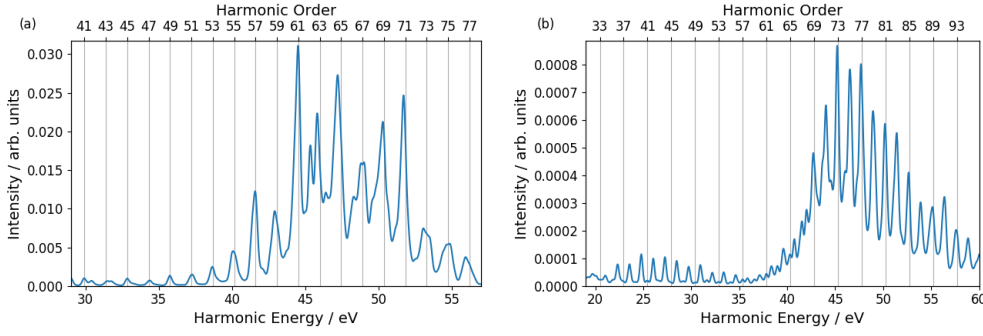 Harmonic Order
(a)
41 43 45 47 49 51 53 55 57 59 61 63 65 67 69 71 73 75 77
0.030
0.025
0.020
0.015
0.010
0.005
0.000
Intensity / arb. units
30 35 40 45 50 55
Harmonic Energy / eV
Harmonic Order
(b)
33 37 41 45 49 53 57 61 65 69 73 77 81 85 89 93
0.0008
0.0007
0.0006
0.0005
0.0004
0.0003
0.0002
0.0001
0.0000
Intensity / arb. units
20 25 30 35 40 45 50 55 60
Harmonic Energy / eV